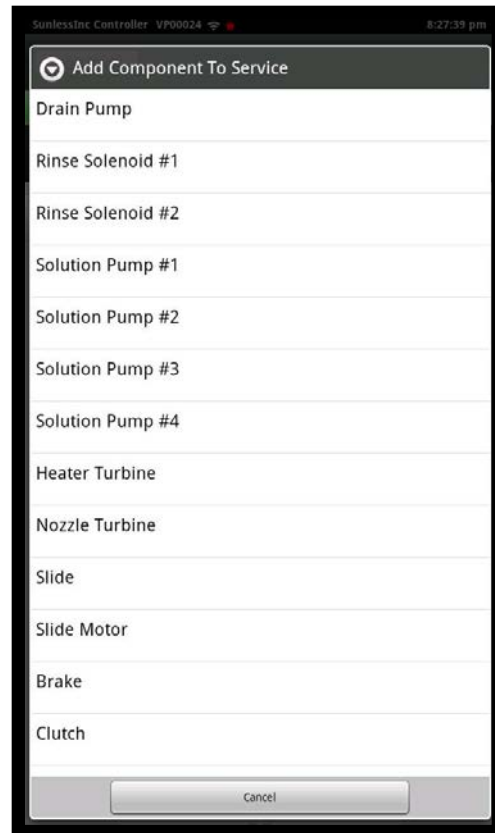 SunlessInc Controller VP00024 8:27:39 pm
Add Component To Service
Drain Pump
Rinse Solenoid #1
Rinse Solenoid #2
Solution Pump #1
Solution Pump #2
Solution Pump #3
Solution Pump #4
Heater Turbine
Nozzle Turbine
Slide
Slide Motor
Brake
Clutch
Cancel